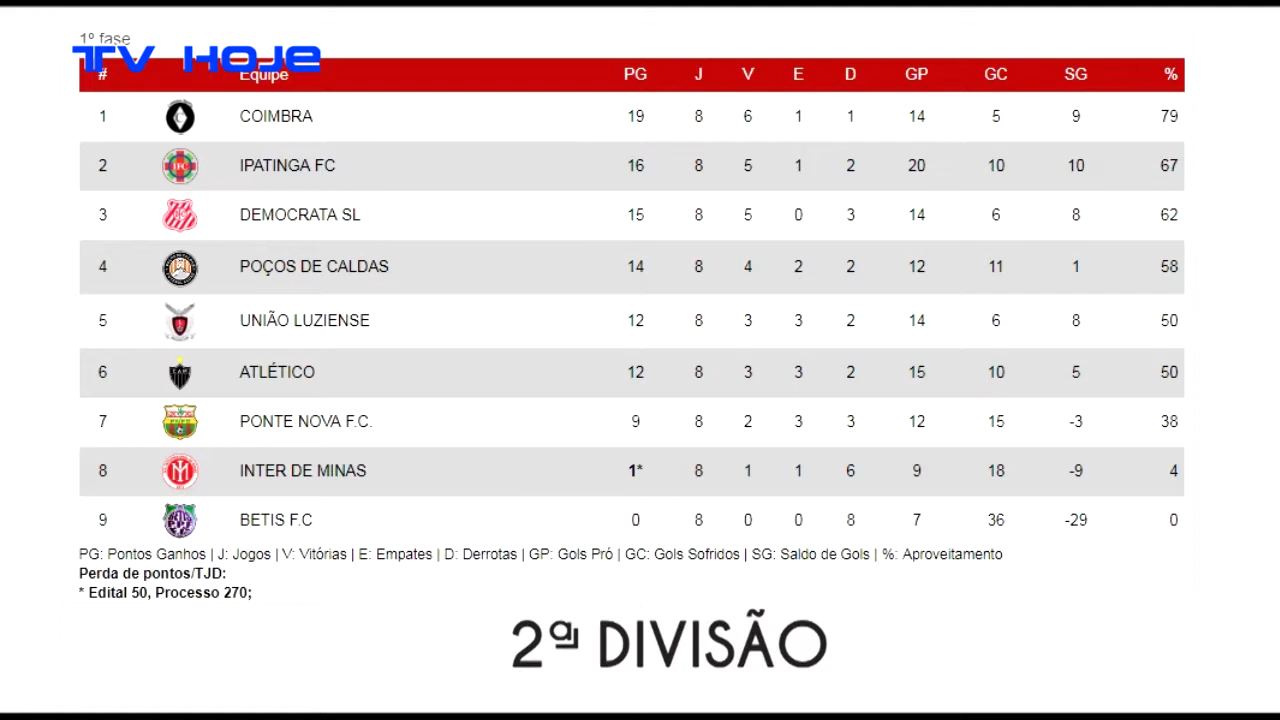 1º fase
TV HOJE
# Equipe PG J V E D GP GC SG %
1 COIMBRA 19 8 6 1 1 14 5 9 79
2 IPATINGA FC 16 8 5 1 2 20 10 10 67
3 DEMOCRATA SL 15 8 5 0 3 14 6 8 62
4 POÇOS DE CALDAS 14 8 4 2 2 12 11 1 58
5 UNIÃO LUZIENSE 12 8 3 3 2 14 6 8 50
6 ATLÉTICO 12 8 3 3 2 15 10 5 50
7 PONTE NOVA F.C. 9 8 2 3 3 12 15 -3 38
8 INTER DE MINAS 1* 8 1 1 6 9 18 -9 4
9 BETIS F.C 0 8 0 0 8 7 36 -29 0
PG: Pontos Ganhos | J: Jogos | V: Vitórias | E: Empates | D: Derrotas | GP: Gols Pró | GC: Gols Sofridos | SG: Saldo de Gols | %: Aproveitamento
Perda de pontos/TJD:
* Edital 50, Processo 270;
2ª DIVISÃO